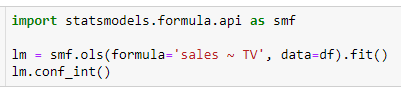 import statsmodels.formula.api as smf
lm = smf.ols(formula='sales ~ TV', data=df).fit()
lm.conf_int()